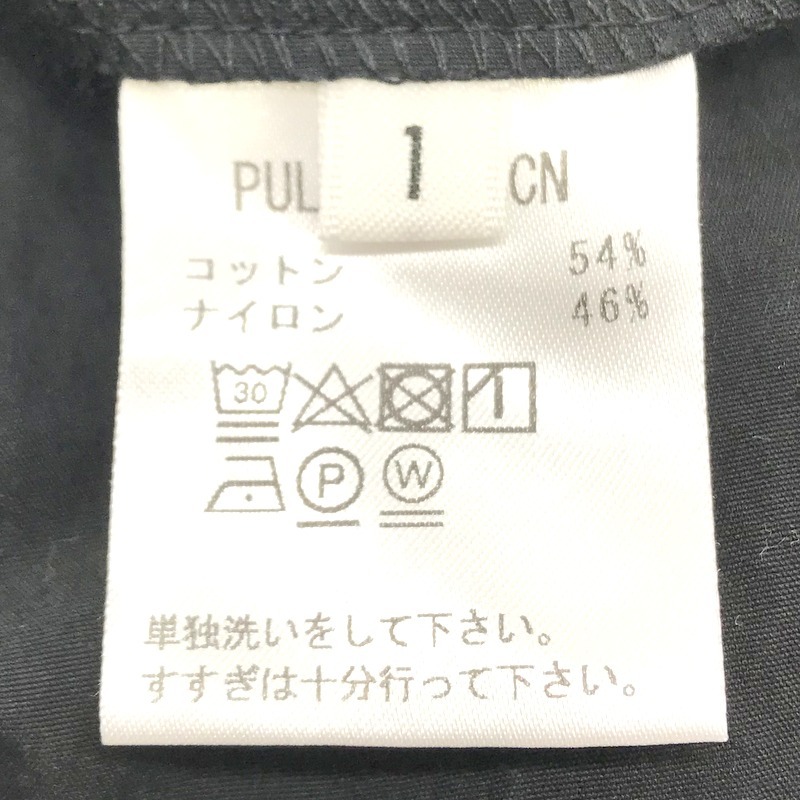 1
PUL CN
コットン 54%
ナイロン 46%
30
P W
単独洗いをして下さい。
すすぎは十分行って下さい。